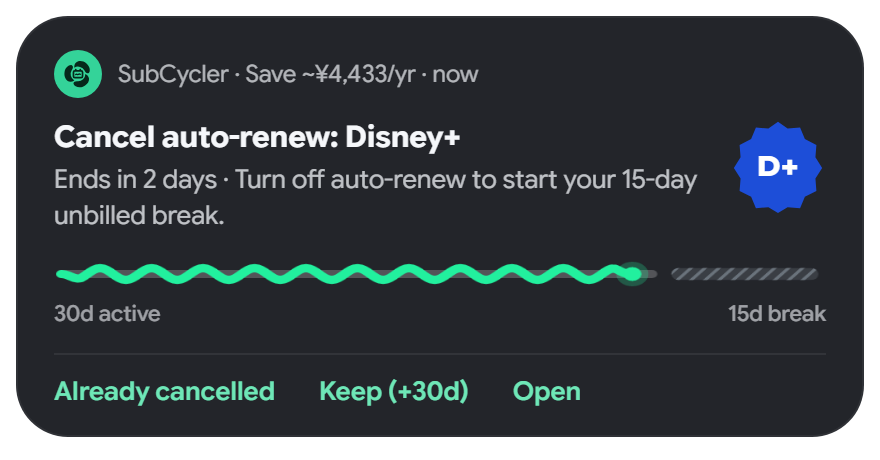 SubCycler · Save ~¥4,433/yr · now
Cancel auto-renew: Disney+
Ends in 2 days · Turn off auto-renew to start your 15-day
unbilled break.
D+
30d active
15d break
Already cancelled
Keep (+30d)
Open